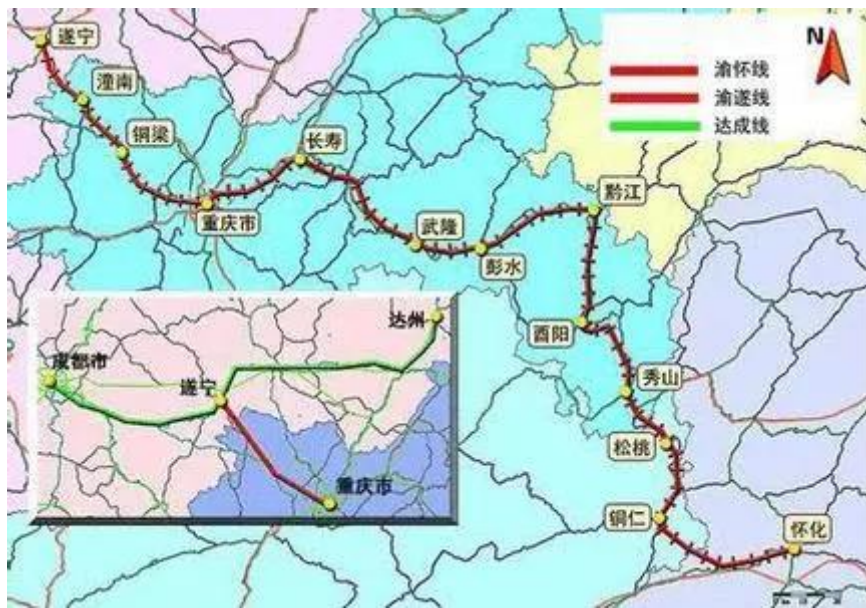 遂宁
N
渝怀线
潼南
渝遂线
达成线
铜梁
长寿
黔江
重庆市
武隆
彭水
达州
酉阳
成都市
遂宁
秀山
松桃
重庆市
铜仁
怀化